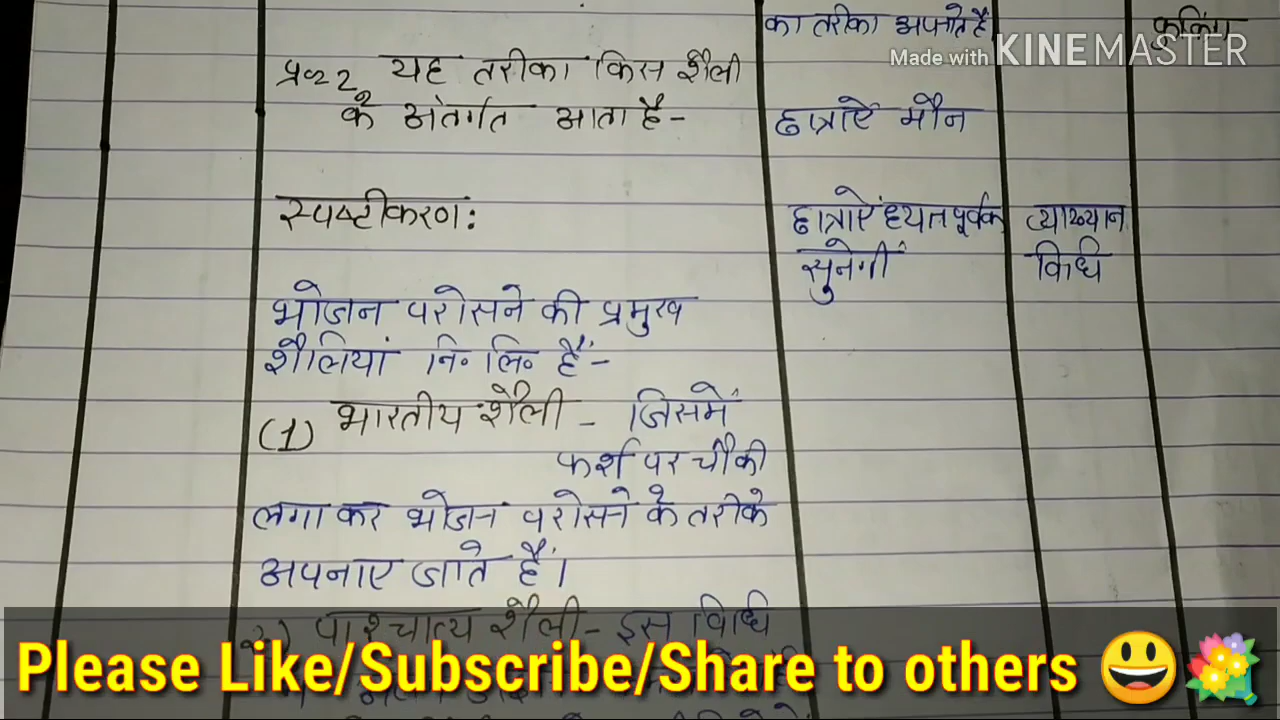 का तरीका अपनाते हैं
कुकिंग
Made with KINEMASTER
प्र०2, यह तरीका किस शैली
के अंतर्गत आता है-
छात्राऐं मौन
स्पष्टीकरण:
छात्राऐं ध्यतपूर्वक
सुनेगीं
व्याख्यान
विधि
भोजन परोसने की प्रमुख
शैलियां नि० लि० हैं-
(1) भारतीय शैली - जिसमें
फर्श पर चौकी
लगा कर भोजन परोसने के तरीके
अपनाए जाते हैं।
2) पाश्चात्य शैली- इस विधि
Please Like/Subscribe/Share to others 😃💐